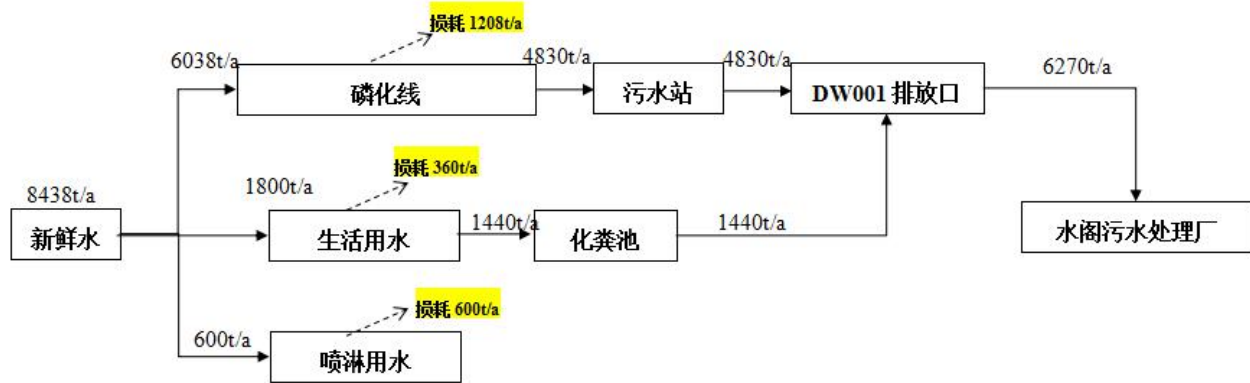 损耗 1208t/a
6038t/a
4830t/a
4830t/a
6270t/a
磷化线
污水站
DW001 排放口
损耗 360t/a
8438t/a
1800t/a
1440t/a
1440t/a
新鲜水
生活用水
化粪池
水阁污水处理厂
损耗 600t/a
600t/a
喷淋用水